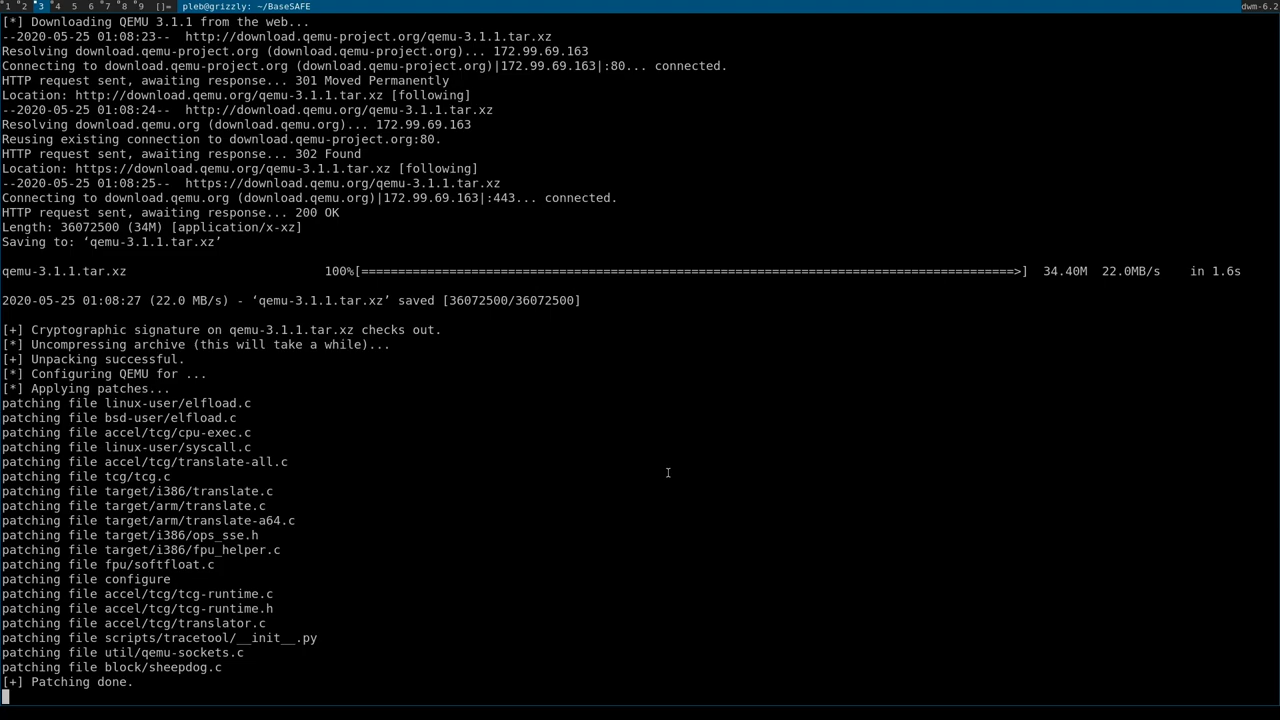 1 2 3 4 5 6 7 8 9 []= pleb@grizzly: ~/BaseSAFE dwm-6.2
[*] Downloading QEMU 3.1.1 from the web...
--2020-05-25 01:08:23--  http://download.qemu-project.org/qemu-3.1.1.tar.xz
Resolving download.qemu-project.org (download.qemu-project.org)... 172.99.69.163
Connecting to download.qemu-project.org (download.qemu-project.org)|172.99.69.163|:80... connected.
HTTP request sent, awaiting response... 301 Moved Permanently
Location: http://download.qemu.org/qemu-3.1.1.tar.xz [following]
--2020-05-25 01:08:24--  http://download.qemu.org/qemu-3.1.1.tar.xz
Resolving download.qemu.org (download.qemu.org)... 172.99.69.163
Reusing existing connection to download.qemu-project.org:80.
HTTP request sent, awaiting response... 302 Found
Location: https://download.qemu.org/qemu-3.1.1.tar.xz [following]
--2020-05-25 01:08:25--  https://download.qemu.org/qemu-3.1.1.tar.xz
Connecting to download.qemu.org (download.qemu.org)|172.99.69.163|:443... connected.
HTTP request sent, awaiting response... 200 OK
Length: 36072500 (34M) [application/x-xz]
Saving to: ‘qemu-3.1.1.tar.xz’
qemu-3.1.1.tar.xz 100%[=========================================================================================>] 34.40M 22.0MB/s in 1.6s
2020-05-25 01:08:27 (22.0 MB/s) - ‘qemu-3.1.1.tar.xz’ saved [36072500/36072500]
[+] Cryptographic signature on qemu-3.1.1.tar.xz checks out.
[*] Uncompressing archive (this will take a while)...
[+] Unpacking successful.
[*] Configuring QEMU for ...
[*] Applying patches...
patching file linux-user/elfload.c
patching file bsd-user/elfload.c
patching file accel/tcg/cpu-exec.c
patching file linux-user/syscall.c
patching file accel/tcg/translate-all.c
patching file tcg/tcg.c
patching file target/i386/translate.c
patching file target/arm/translate.c
patching file target/arm/translate-a64.c
patching file target/i386/ops_sse.h
patching file target/i386/fpu_helper.c
patching file fpu/softfloat.c
patching file configure
patching file accel/tcg/tcg-runtime.c
patching file accel/tcg/tcg-runtime.h
patching file accel/tcg/translator.c
patching file scripts/tracetool/__init__.py
patching file util/qemu-sockets.c
patching file block/sheepdog.c
[+] Patching done.